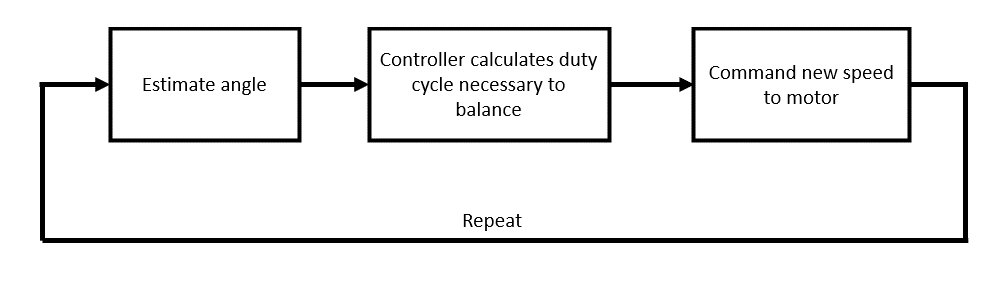 Estimate angle
Controller calculates duty
cycle necessary to
balance
Command new speed
to motor
Repeat